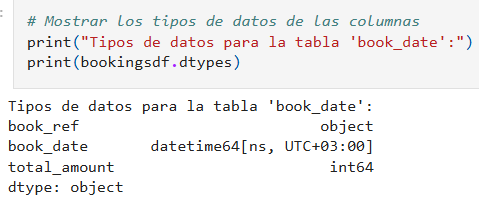 :
# Mostrar los tipos de datos de las columnas
print("Tipos de datos para la tabla 'book_date':")
print(bookingsdf.dtypes)
Tipos de datos para la tabla 'book_date':
book_ref object
book_date datetime64[ns, UTC+03:00]
total_amount int64
dtype: object